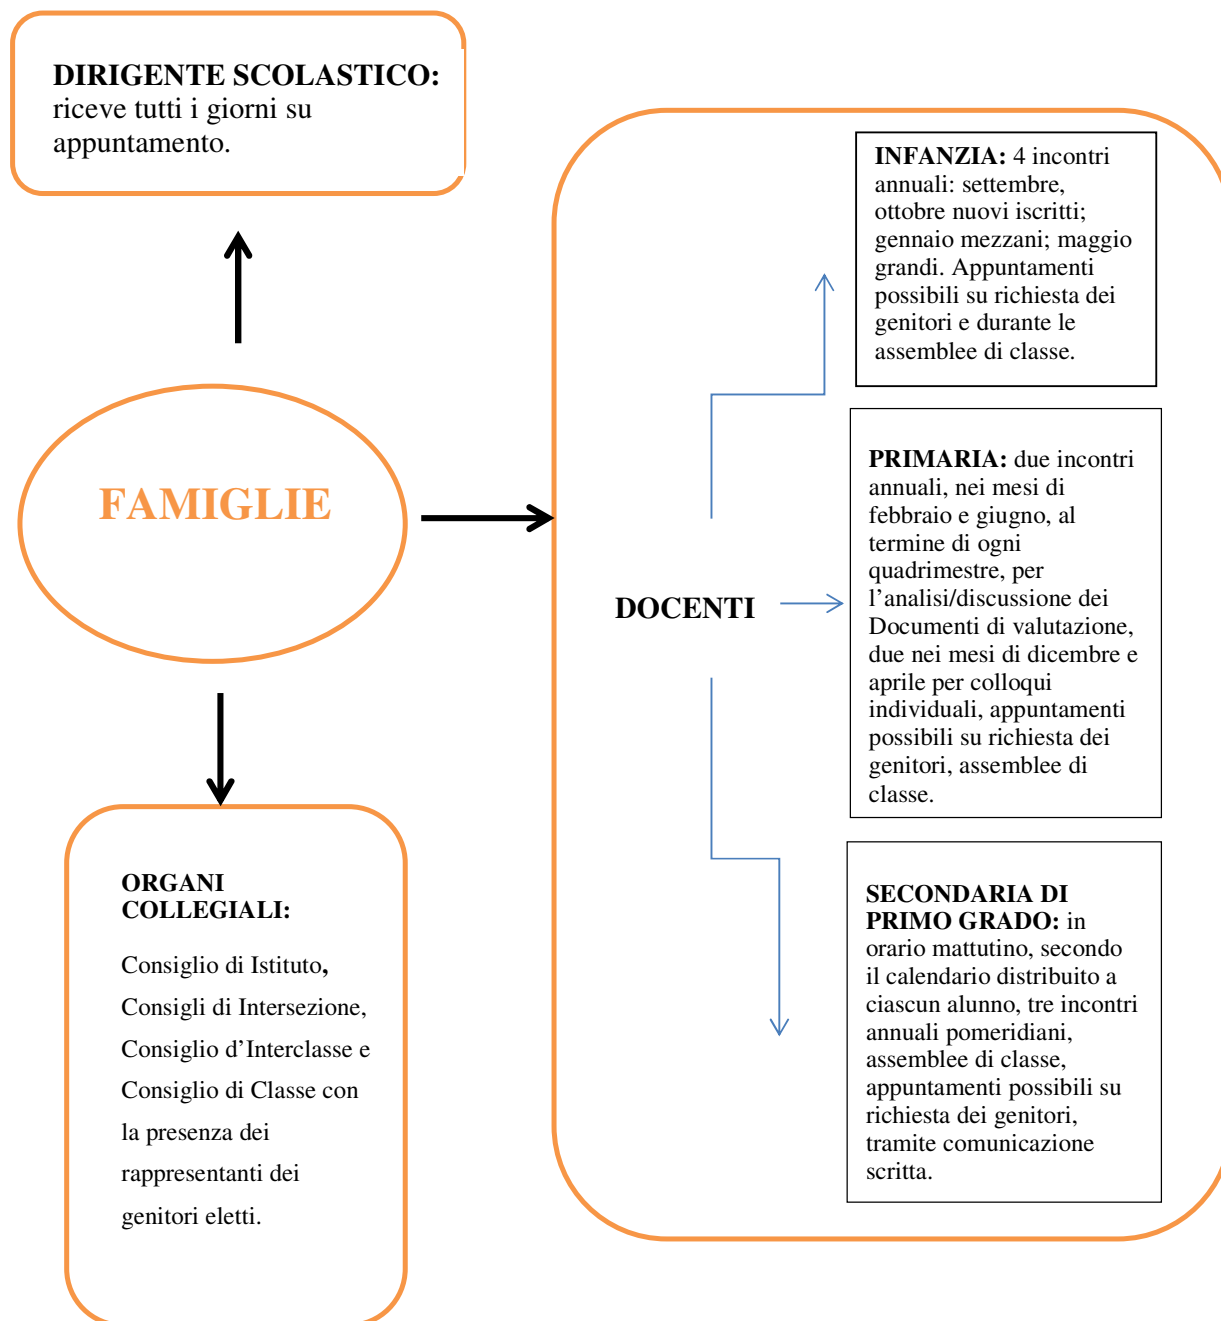 DIRIGENTE SCOLASTICO:
riceve tutti i giorni su
appuntamento.
FAMIGLIE
ORGANI
COLLEGIALI:
Consiglio di Istituto,
Consigli di Intersezione,
Consiglio d’Interclasse e
Consiglio di Classe con
la presenza dei
rappresentanti dei
genitori eletti.
DOCENTI
INFANZIA: 4 incontri
annuali: settembre,
ottobre nuovi iscritti;
gennaio mezzani; maggio
grandi. Appuntamenti
possibili su richiesta dei
genitori e durante le
assemblee di classe.
PRIMARIA: due incontri
annuali, nei mesi di
febbraio e giugno, al
termine di ogni
quadrimestre, per
l’analisi/discussione dei
Documenti di valutazione,
due nei mesi di dicembre e
aprile per colloqui
individuali, appuntamenti
possibili su richiesta dei
genitori, assemblee di
classe.
SECONDARIA DI
PRIMO GRADO: in
orario mattutino, secondo
il calendario distribuito a
ciascun alunno, tre incontri
annuali pomeridiani,
assemblee di classe,
appuntamenti possibili su
richiesta dei genitori,
tramite comunicazione
scritta.